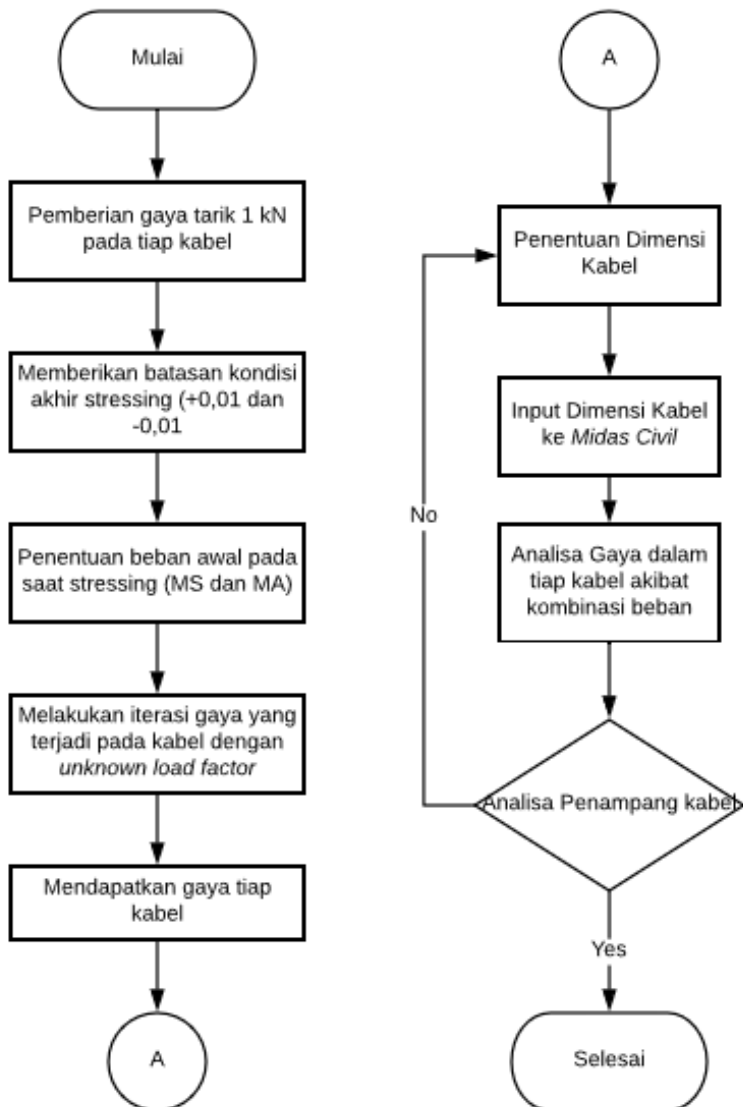 Mulai
Pemberian gaya tarik 1 kN
pada tiap kabel
Memberikan batasan kondisi
akhir stressing (+0,01 dan
-0,01
Penentuan beban awal pada
saat stressing (MS dan MA)
Melakukan iterasi gaya yang
terjadi pada kabel dengan
unknown load factor
Mendapatkan gaya tiap
kabel
A
A
Penentuan Dimensi
Kabel
Input Dimensi Kabel
ke Midas Civil
Analisa Gaya dalam
tiap kabel akibat
kombinasi beban
No
Analisa Penampang kabel
Yes
Selesai